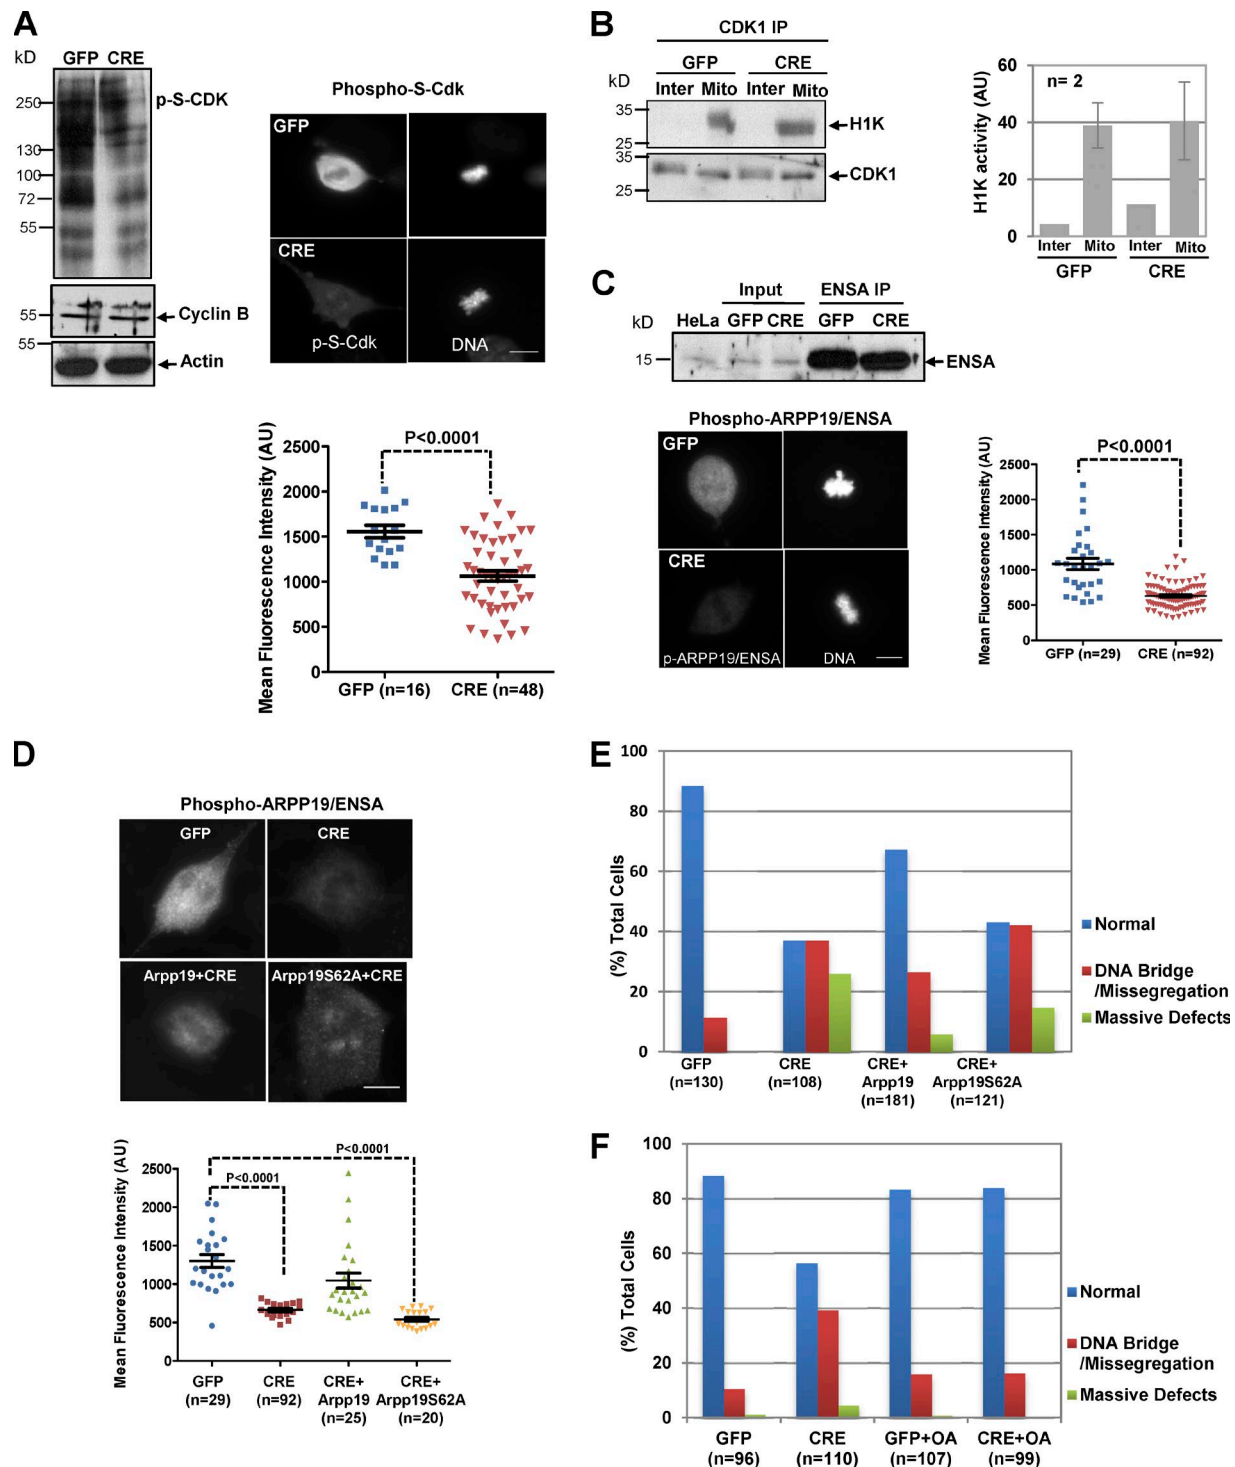 A
kD
GFP CRE
250
p-S-CDK
130
100
72
55
55
Cyclin B
55
Actin
Phospho-S-Cdk
GFP
CRE
p-S-Cdk
DNA
Mean Fluorescence Intensity (AU)
2500
2000
1500
1000
500
0
P<0.0001
GFP (n=16)
CRE (n=48)
B
CDK1 IP
GFP
CRE
kD
Inter Mito Inter Mito
35
H1K
25
35
CDK1
25
H1K activity (AU)
60
40
20
0
n= 2
Inter Mito Inter Mito
GFP CRE
C
Input
ENSA IP
kD
HeLa GFP CRE GFP CRE
15
ENSA
Phospho-ARPP19/ENSA
GFP
CRE
p-ARPP19/ENSA
DNA
Mean Fluorescence Intensity (AU)
2500
2000
1500
1000
500
0
P<0.0001
GFP (n=29)
CRE (n=92)
D
Phospho-ARPP19/ENSA
GFP
CRE
Arpp19+CRE
Arpp19S62A+CRE
Mean Fluorescence Intensity (AU)
2500
2000
1500
1000
500
0
P<0.0001
P<0.0001
GFP
(n=29)
CRE
(n=92)
CRE+
Arpp19
(n=25)
CRE+
Arpp19S62A
(n=20)
E
(%) Total Cells
100
80
60
40
20
0
GFP
(n=130)
CRE
(n=108)
CRE+
Arpp19
(n=181)
CRE+
Arpp19S62A
(n=121)
Normal
DNA Bridge
/Missegregation
Massive Defects
F
(%) Total Cells
100
80
60
40
20
0
GFP
(n=96)
CRE
(n=110)
GFP+OA
(n=107)
CRE+OA
(n=99)
Normal
DNA Bridge
/Missegregation
Massive Defects